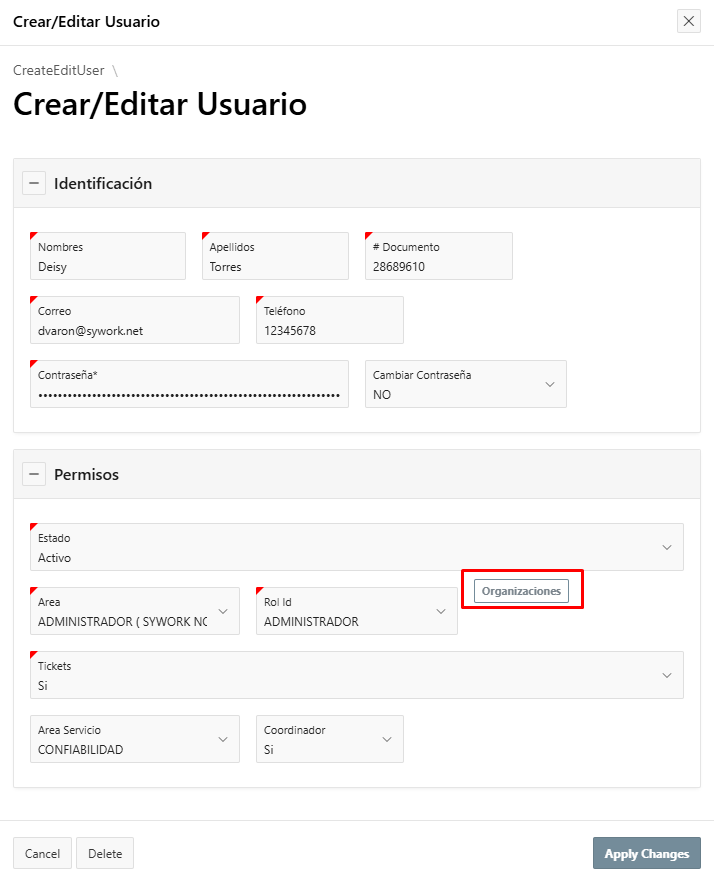 Crear/Editar Usuario
CreateEditUser \
Crear/Editar Usuario
Identificación
Nombres
Deisy
Apellidos
Torres
# Documento
28689610
Correo
dvaron@sywork.net
Teléfono
12345678
Contraseña*
Cambiar Contraseña
NO
Permisos
Estado
Activo
Area
ADMINISTRADOR ( SYWORK NO
Rol Id
ADMINISTRADOR
Organizaciones
Tickets
Si
Area Servicio
CONFIABILIDAD
Coordinador
Si
Cancel
Delete
Apply Changes